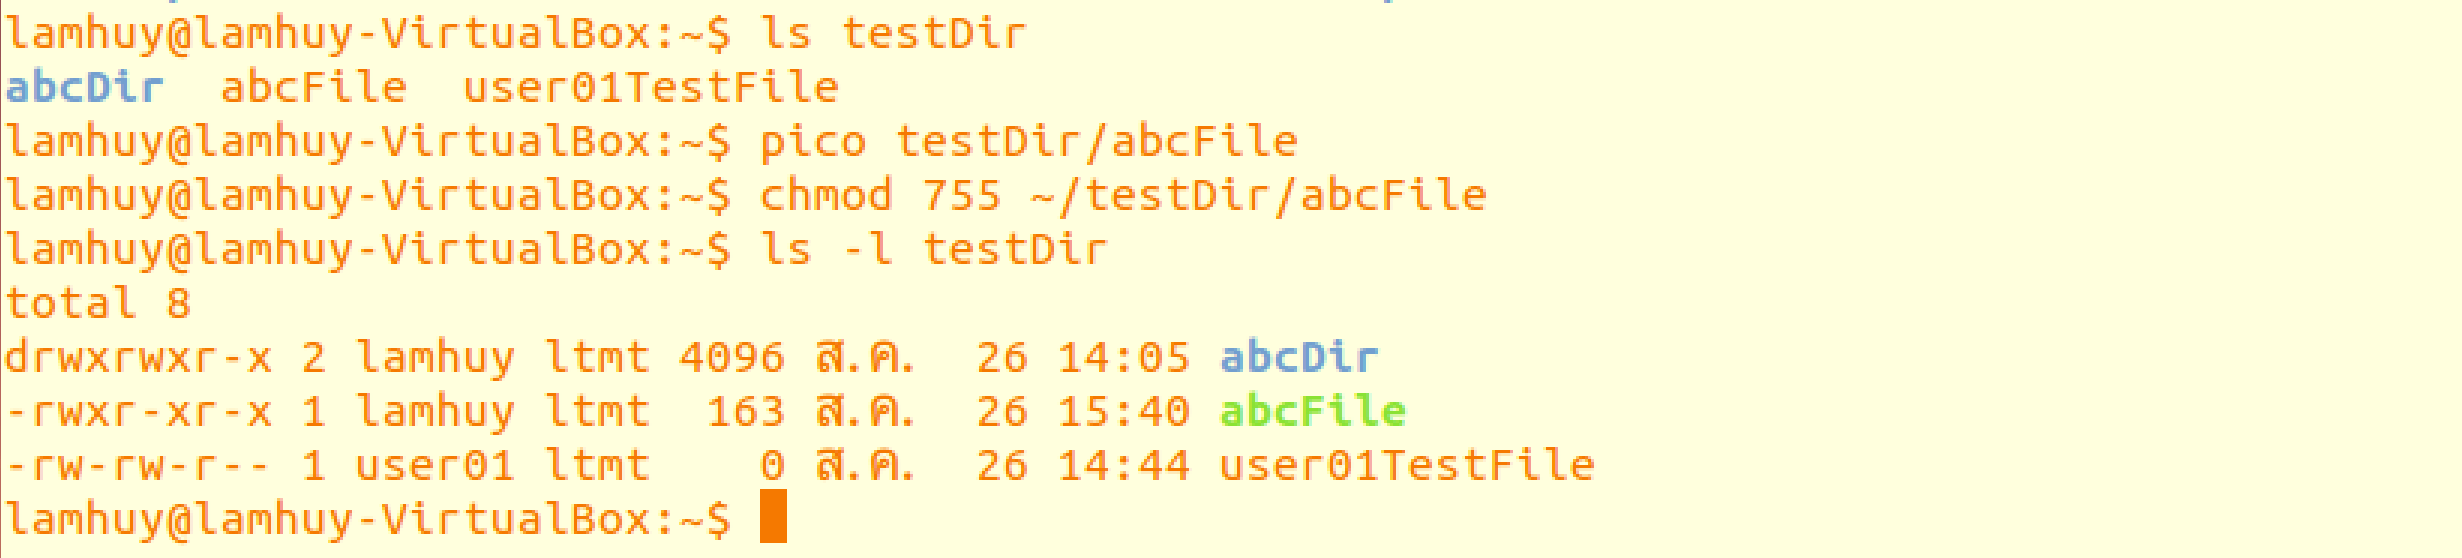 lamhuy@lamhuy-VirtualBox:~$ ls testDir
abcDir  abcFile  user01TestFile
lamhuy@lamhuy-VirtualBox:~$ pico testDir/abcFile
lamhuy@lamhuy-VirtualBox:~$ chmod 755 ~/testDir/abcFile
lamhuy@lamhuy-VirtualBox:~$ ls -l testDir
total 8
drwxrwxr-x 2 lamhuy ltmt 4096 ส.ค.  26 14:05 abcDir
-rwxr-xr-x 1 lamhuy ltmt  163 ส.ค.  26 15:40 abcFile
-rw-rw-r-- 1 user01 ltmt    0 ส.ค.  26 14:44 user01TestFile
lamhuy@lamhuy-VirtualBox:~$